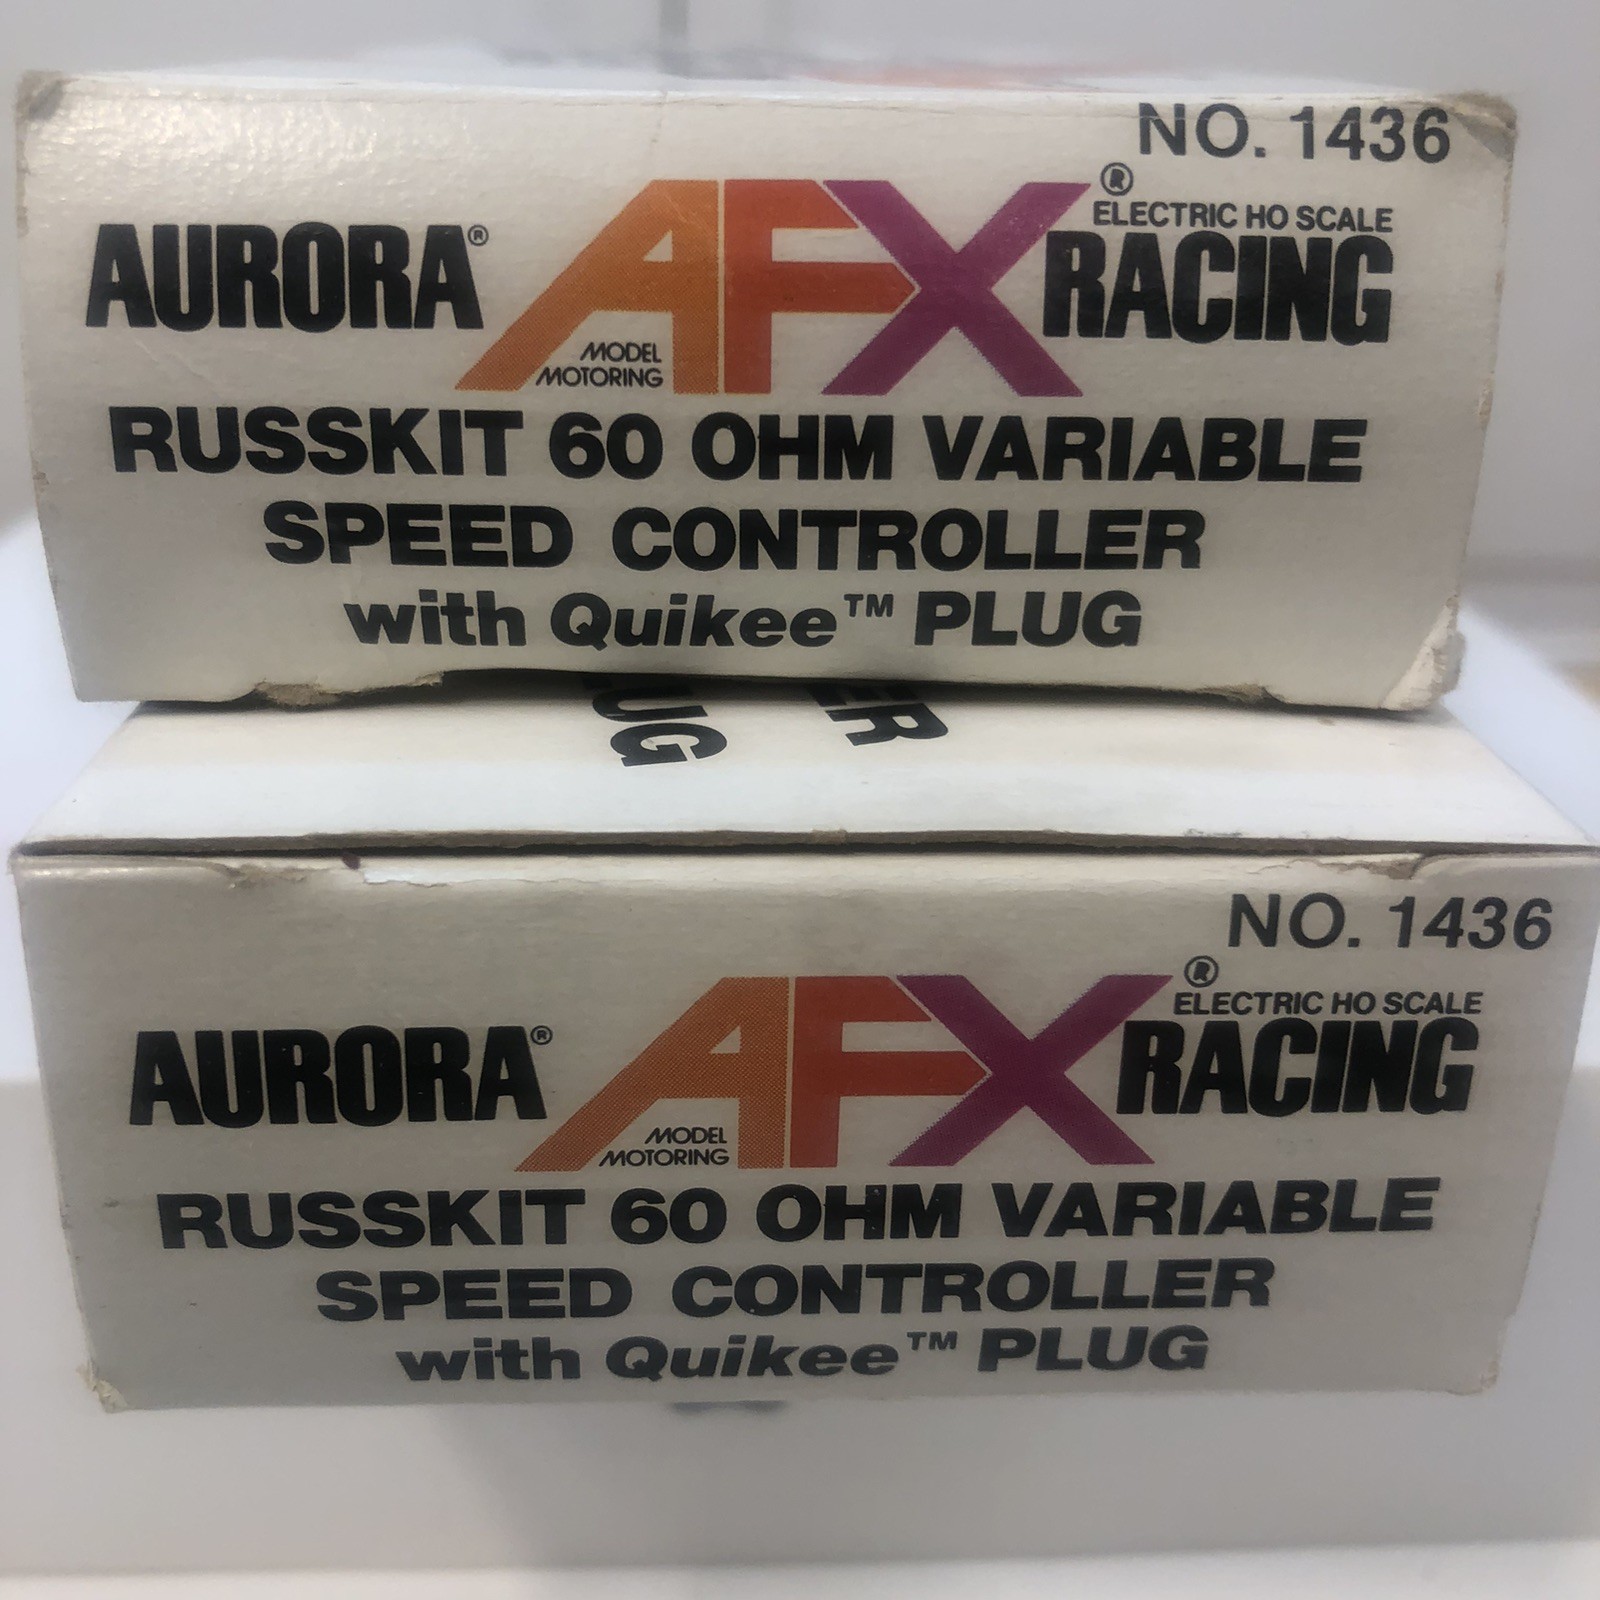 NO. 1436
AURORA® AFX® ELECTRIC HO SCALE RACING
MODEL MOTORING
RUSSKIT 60 OHM VARIABLE
SPEED CONTROLLER
with Quikee™ PLUG
NO. 1436
AURORA® AFX® ELECTRIC HO SCALE RACING
MODEL MOTORING
RUSSKIT 60 OHM VARIABLE
SPEED CONTROLLER
with Quikee™ PLUG